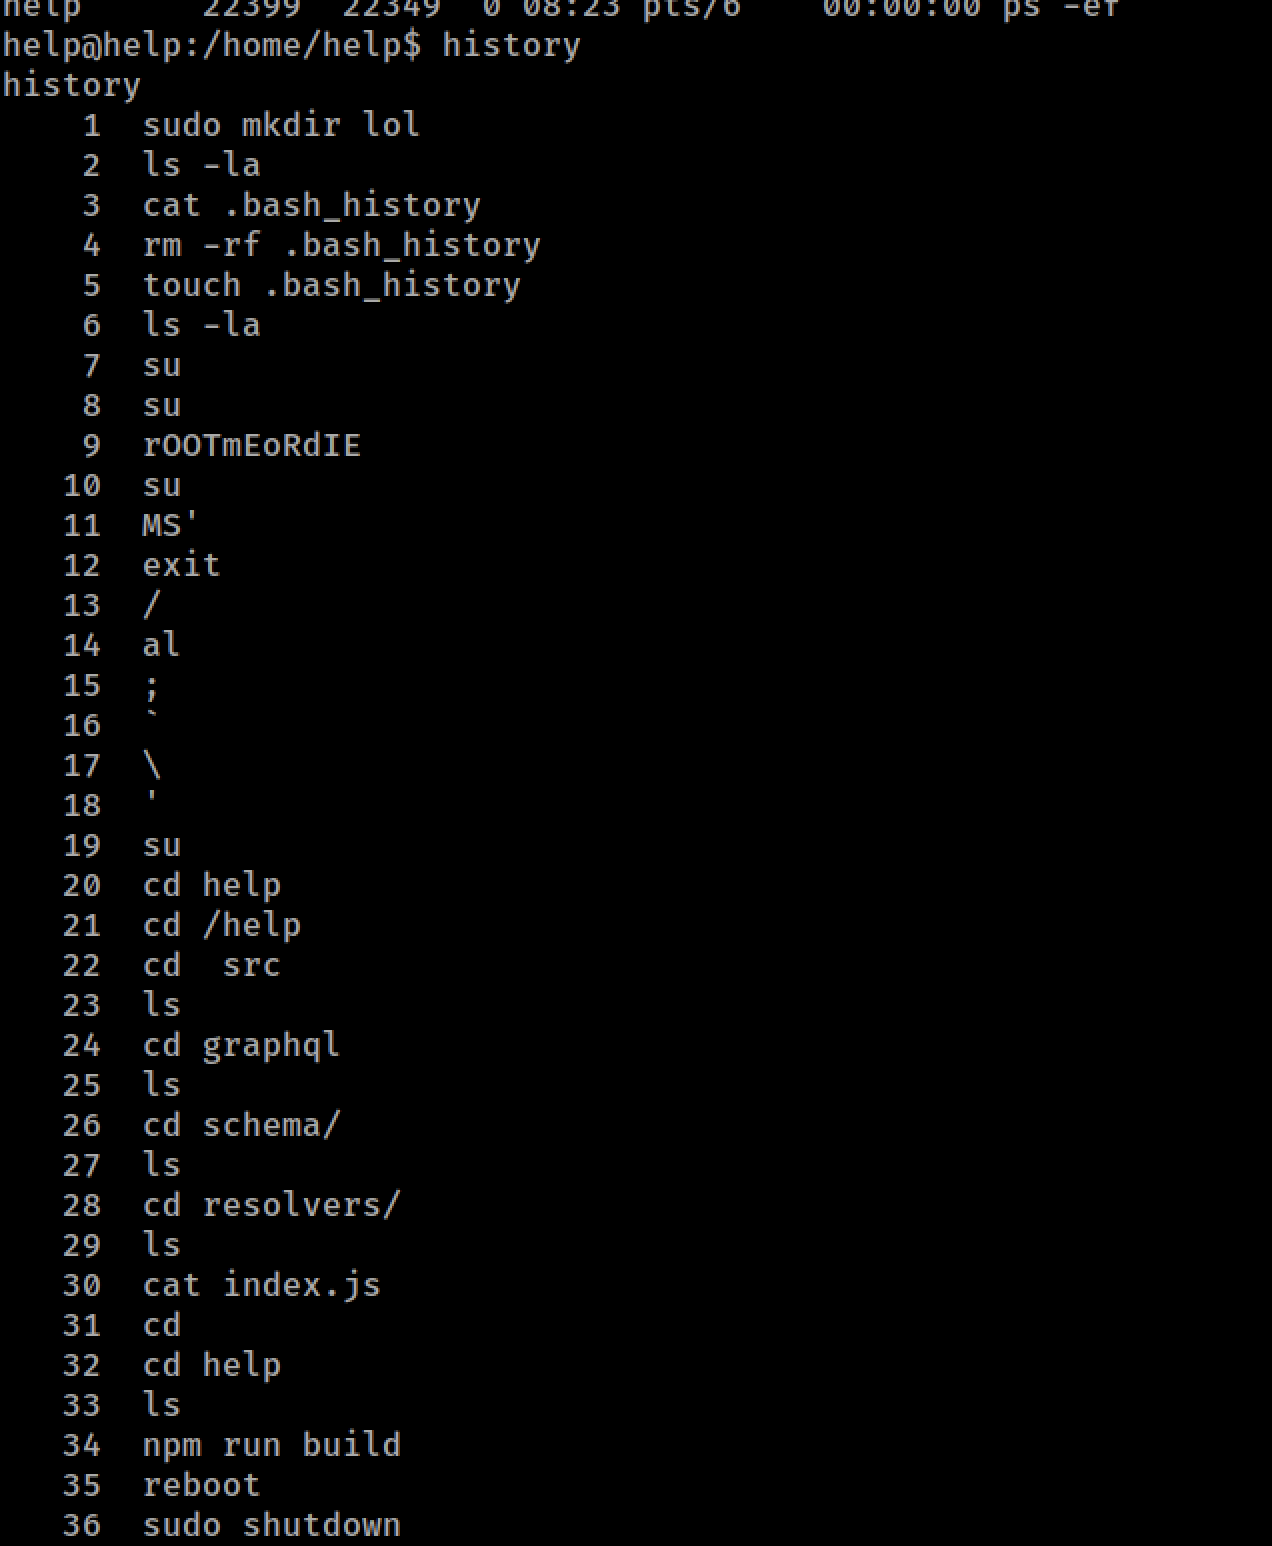 help 22399 22349 0 08:23 pts/6 00:00:00 ps -ef
help@help:/home/help$ history
history
1 sudo mkdir lol
2 ls -la
3 cat .bash_history
4 rm -rf .bash_history
5 touch .bash_history
6 ls -la
7 su
8 su
9 rOOTmEoRdIE
10 su
11 MS'
12 exit
13 /
14 al
15 ;
16 `
17 \
18 '
19 su
20 cd help
21 cd /help
22 cd  src
23 ls
24 cd graphql
25 ls
26 cd schema/
27 ls
28 cd resolvers/
29 ls
30 cat index.js
31 cd
32 cd help
33 ls
34 npm run build
35 reboot
36 sudo shutdown